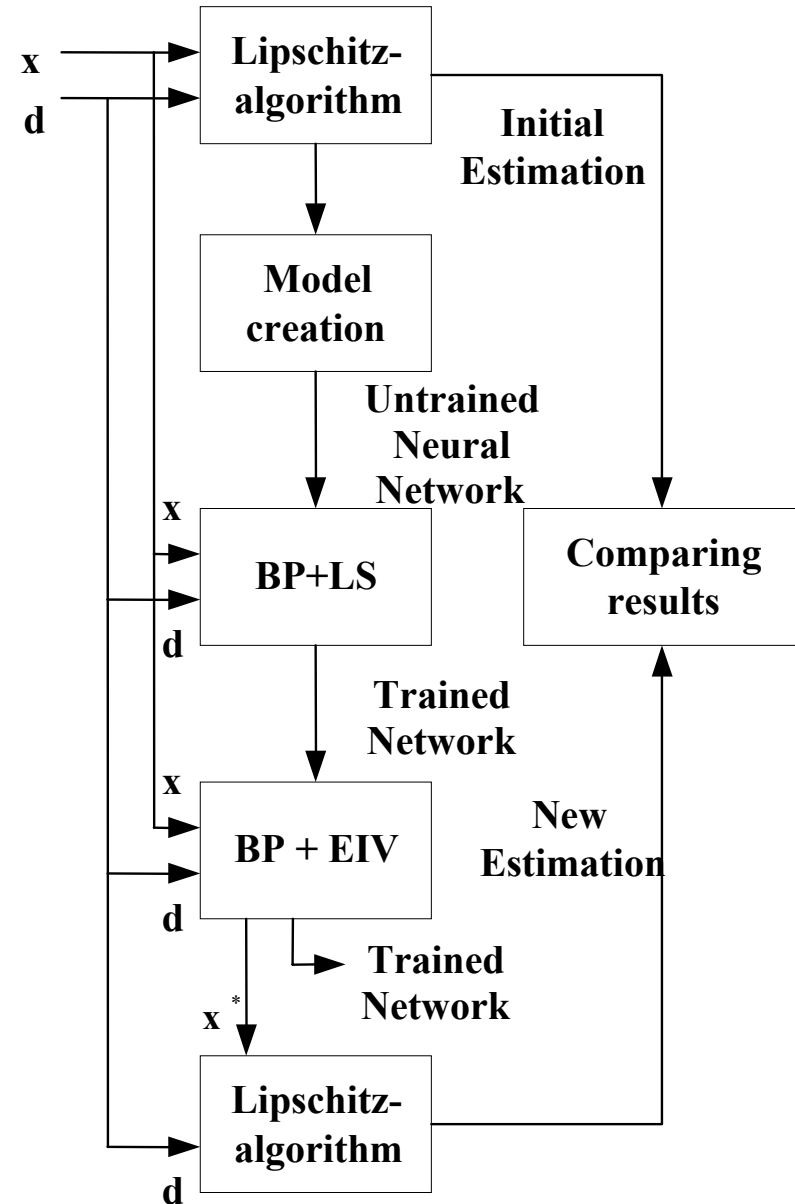 x
d
Lipschitz-
algorithm
Initial
Estimation
Model
creation
Untrained
Neural
Network
x
d
BP+LS
Comparing
results
Trained
Network
x
d
BP + EIV
New
Estimation
Trained
Network
x *
Lipschitz-
algorithm
d